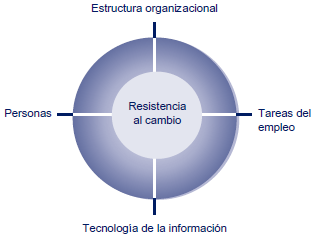 Estructura organizacional
Personas
Resistencia
al cambio
Tareas del
empleo
Tecnología de la información